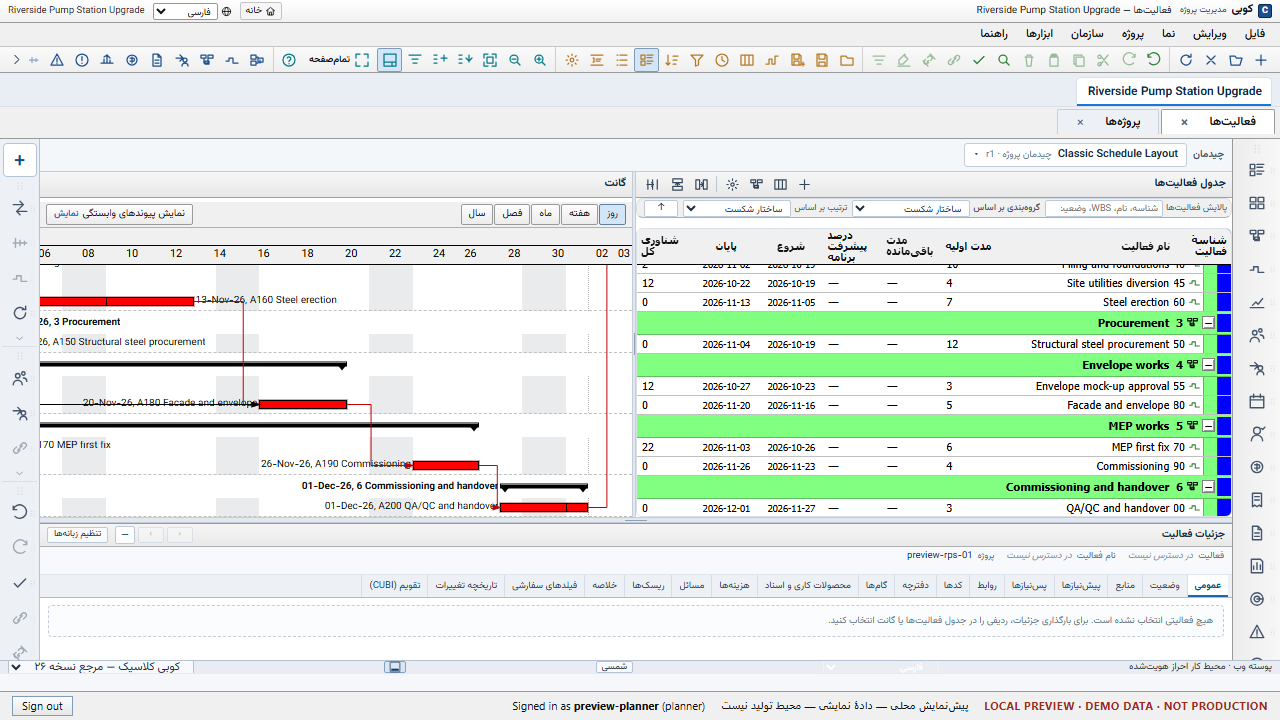 کوبی مدیریت پروژه فعالیت‌ها — Riverside Pump Station Upgrade
خانه
فارسی
Riverside Pump Station Upgrade
فایل ویرایش نما پروژه سازمان ابزارها راهنما
تمام‌صفحه
Riverside Pump Station Upgrade
فعالیت‌ها ×
پروژه‌ها ×
چیدمان
Classic Schedule Layout چیدمان پروژه · r1
جدول فعالیت‌ها
پالایش فعالیت‌ها
شناسه، نام، WBS، وضعیت
گروه‌بندی بر اساس
ساختار شکست
ترتیب بر اساس
ساختار شکست
شناسه فعالیت نام فعالیت مدت اولیه مدت باقی‌مانده درصد پیشرفت برنامه شروع پایان شناوری کل
45 Site utilities diversion 4 — — 2026-10-19 2026-10-22 12
60 Steel erection 7 — — 2026-11-05 2026-11-13 0
3 Procurement
50 Structural steel procurement 12 — — 2026-10-19 2026-11-04 0
4 Envelope works
55 Envelope mock-up approval 3 — — 2026-10-23 2026-10-27 12
80 Facade and envelope 5 — — 2026-11-16 2026-11-20 0
5 MEP works
70 MEP first fix 6 — — 2026-10-26 2026-11-03 22
90 Commissioning 4 — — 2026-11-23 2026-11-26 0
6 Commissioning and handover
00 QA/QC and handover 3 — — 2026-11-27 2026-12-01 0
گانت
روز هفته ماه فصل سال
نمایش پیوندهای وابستگی نمایش
06 08 10 12 14 16 18 20 22 24 26 28 30 02 03
13-Nov-26, A160 Steel erection
26, 3 Procurement
26, A150 Structural steel procurement
20-Nov-26, A180 Facade and envelope
170 MEP first fix
26-Nov-26, A190 Commissioning
01-Dec-26, 6 Commissioning and handover
01-Dec-26, A200 QA/QC and handover
جزئیات فعالیت
تنظیم زبانه‌ها
فعالیت در دسترس نیست نام فعالیت در دسترس نیست پروژه preview-rps-01
عمومی وضعیت منابع پیش‌نیازها پس‌نیازها روابط کدها دفترچه گام‌ها محصولات کاری و اسناد هزینه‌ها مسائل ریسک‌ها خلاصه فیلدهای سفارشی تاریخچه تغییرات تقویم (CUBI)
هیچ فعالیتی انتخاب نشده است. برای بارگذاری جزئیات، ردیفی را در جدول فعالیت‌ها یا گانت انتخاب کنید.
پوسته وب · محیط کار احراز هویت‌شده
فارسی
شمسی
کوبی کلاسیک — مرجع نسخه ۲۶
LOCAL PREVIEW · DEMO DATA · NOT PRODUCTION
پیش‌نمایش محلی — دادهٔ نمایشی — محیط تولید نیست
Signed in as preview-planner (planner)
Sign out